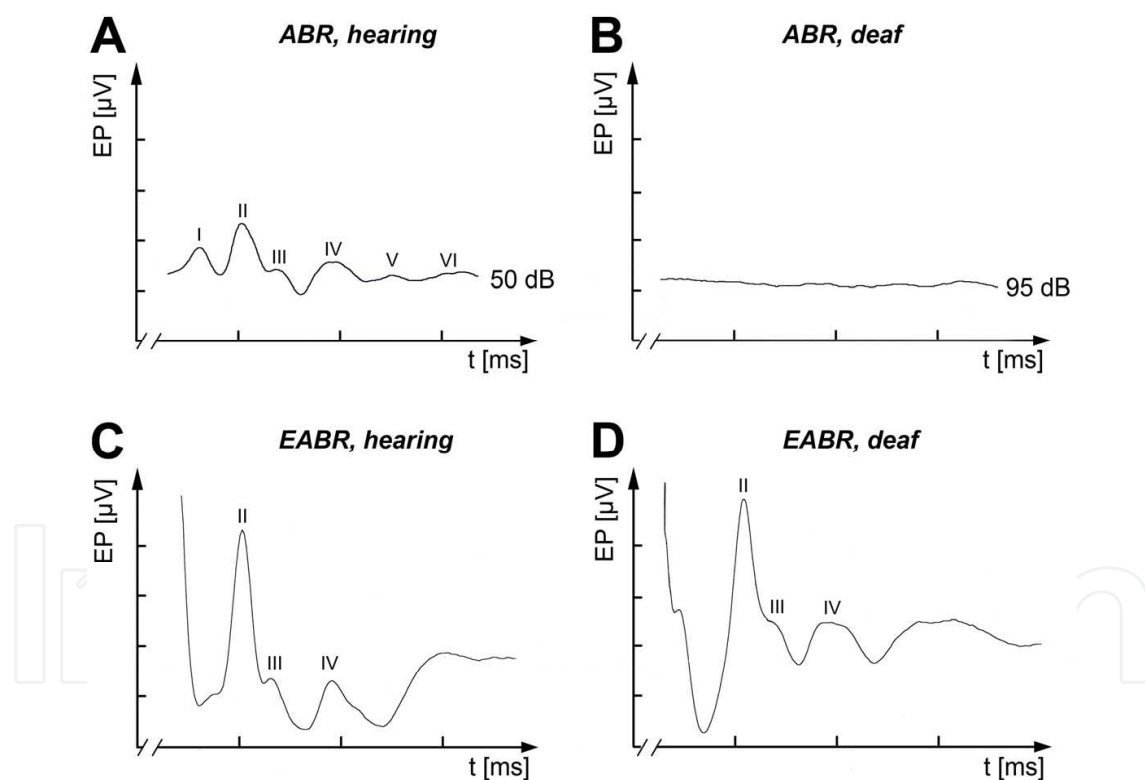 A
ABR, hearing
EP [µV]
I
II
III
IV
V
VI
50 dB
t [ms]
B
ABR, deaf
EP [µV]
95 dB
t [ms]
C
EABR, hearing
EP [µV]
II
III
IV
t [ms]
D
EABR, deaf
EP [µV]
II
III
IV
t [ms]